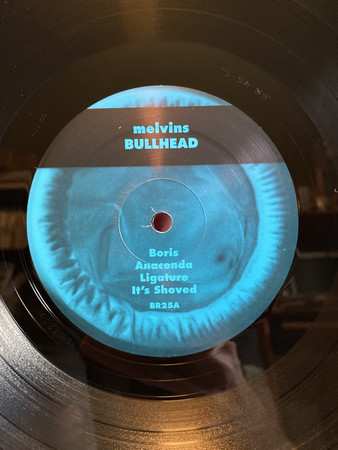 melvins
BULLHEAD
Boris
Anaconda
Ligature
It's Shoved
BR25A